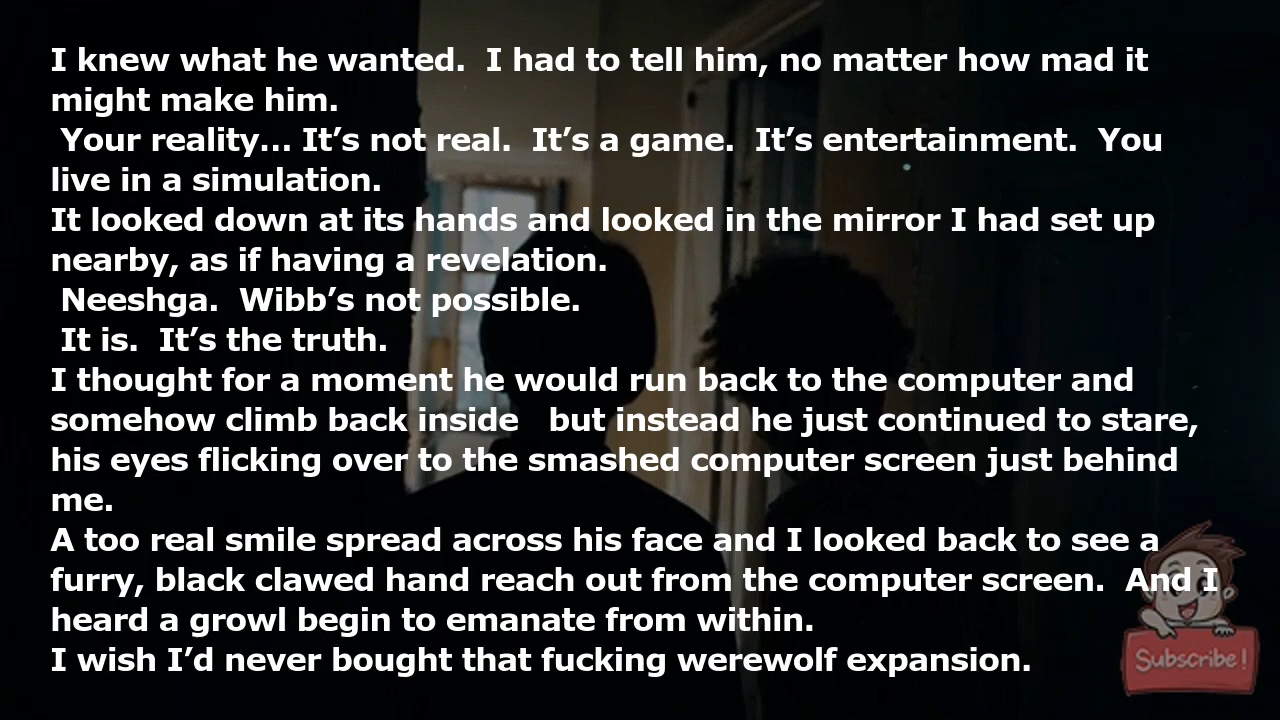 I knew what he wanted.  I had to tell him, no matter how mad it
might make him.
Your reality... It’s not real.  It’s a game.  It’s entertainment.  You
live in a simulation.
It looked down at its hands and looked in the mirror I had set up
nearby, as if having a revelation.
Neeshga.  Wibb’s not possible.
It is.  It’s the truth.
I thought for a moment he would run back to the computer and
somehow climb back inside   but instead he just continued to stare,
his eyes flicking over to the smashed computer screen just behind
me.
A too real smile spread across his face and I looked back to see a
furry, black clawed hand reach out from the computer screen.  And I
heard a growl begin to emanate from within.
I wish I’d never bought that fucking werewolf expansion.
Subscribe!